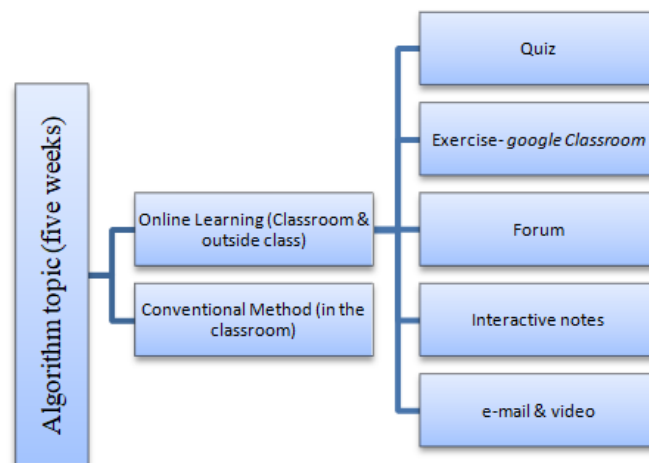 Algorithm topic (five weeks)
Online Learning (Classroom &
outside class)
Conventional Method (in the
classroom)
Quiz
Exercise- google Classroom
Forum
Interactive notes
e-mail & video